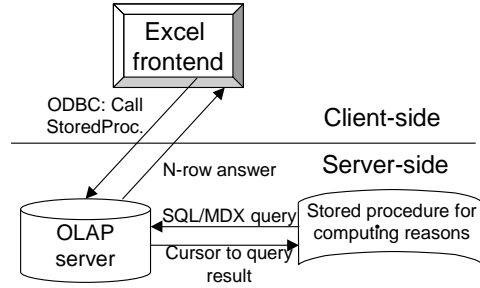 Excel
frontend
ODBC: Call
StoredProc.
Client-side
N-row answer
Server-side
OLAP
server
SQL/MDX query
Cursor to query
result
Stored procedure for
computing reasons